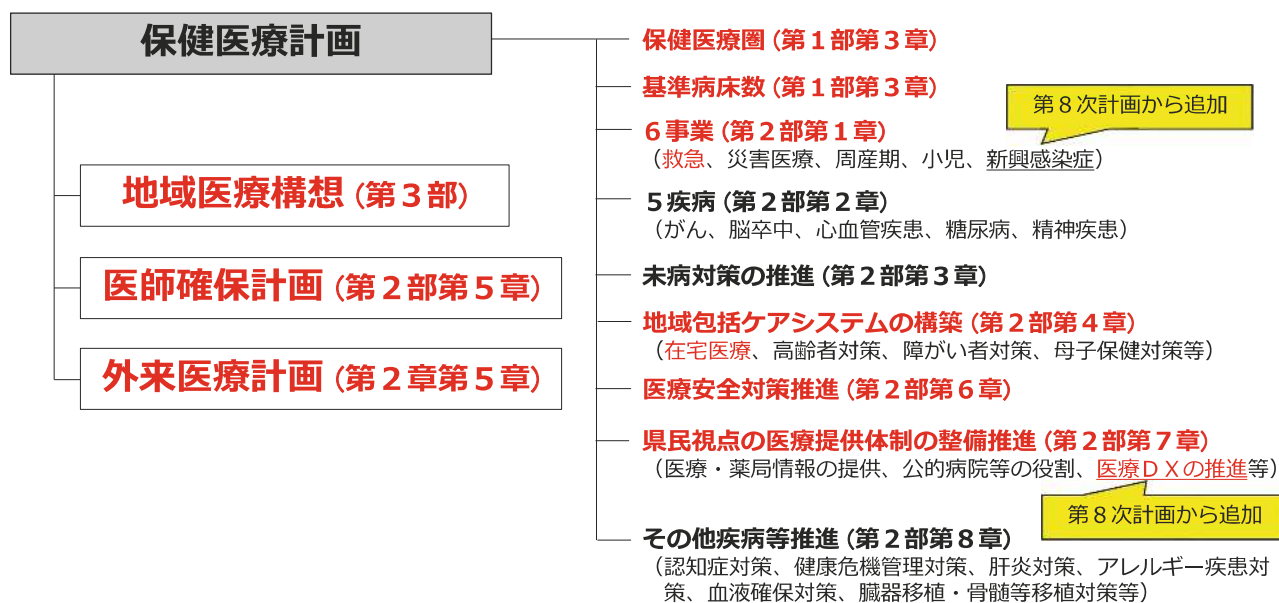 保健医療計画
地域医療構想 (第３部)
医師確保計画 (第２部第５章)
外来医療計画 (第２章第５章)
保健医療圏 (第１部第３章)
基準病床数 (第１部第３章)
第８次計画から追加
６事業 (第２部第１章)
（救急、災害医療、周産期、小児、新興感染症）
５疾病 (第２部第２章)
（がん、脳卒中、心血管疾患、糖尿病、精神疾患）
未病対策の推進 (第２部第３章)
地域包括ケアシステムの構築 (第２部第４章)
（在宅医療、高齢者対策、障がい者対策、母子保健対策等）
医療安全対策推進 (第２部第６章)
県民視点の医療提供体制の整備推進 (第２部第７章)
（医療・薬局情報の提供、公的病院等の役割、医療ＤＸの推進等）
第８次計画から追加
その他疾病等推進 (第２部第８章)
（認知症対策、健康危機管理対策、肝炎対策、アレルギー疾患対
策、血液確保対策、臓器移植・骨髄等移植対策等）